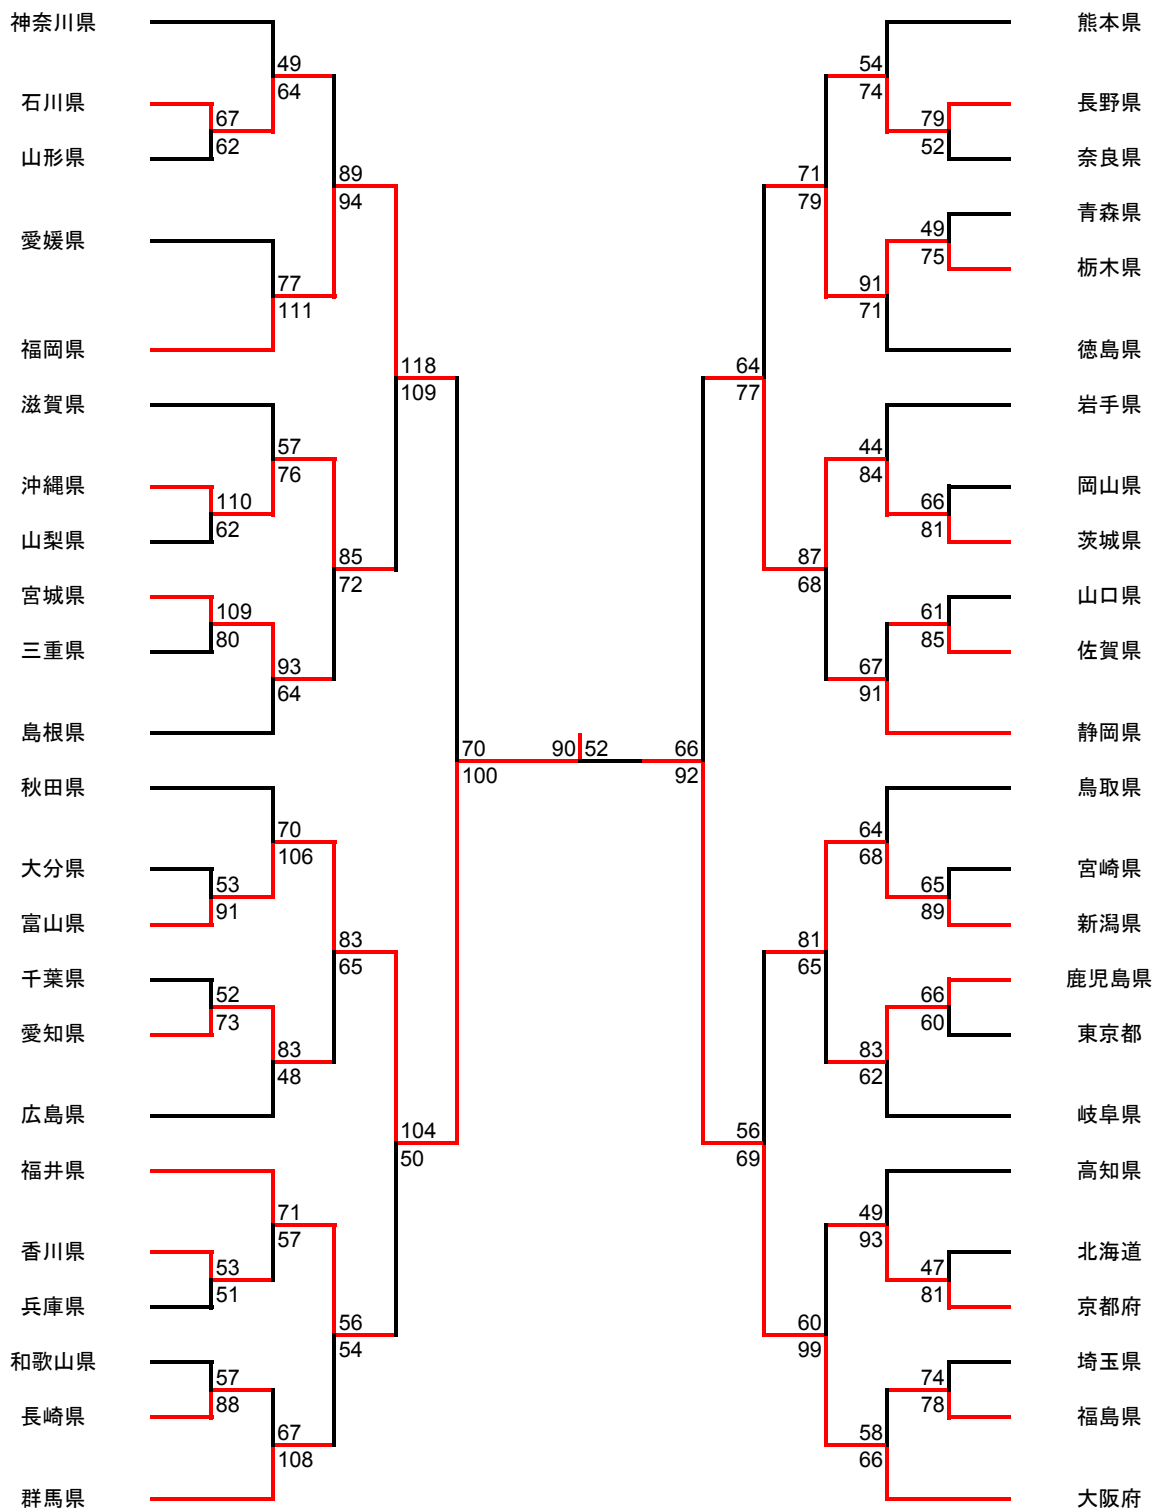 神奈川県 熊本県
49 54
64 74
石川県 長野県
67 79
62 52
山形県 奈良県
89 71
94 79
青森県
49
75
愛媛県 栃木県
77 91
111 71
福岡県 徳島県
118 64
109 77
滋賀県 岩手県
57 44
76 84
沖縄県 岡山県
110 66
62 81
山梨県 茨城県
85 87
72 68
宮城県 山口県
109 61
80 85
三重県 佐賀県
93 67
64 91
島根県 静岡県
70 90 52 66
100 92
秋田県 鳥取県
70 64
106 68
大分県 宮崎県
53 65
91 89
富山県 新潟県
83 81
65 65
千葉県 鹿児島県
52 66
73 60
愛知県 東京都
83 83
48 62
広島県 岐阜県
104 56
50 69
福井県 高知県
71 49
57 93
香川県 北海道
53 47
51 81
兵庫県 京都府
56 60
54 99
和歌山県 埼玉県
57 74
88 78
長崎県 福島県
67 58
108 66
群馬県 大阪府